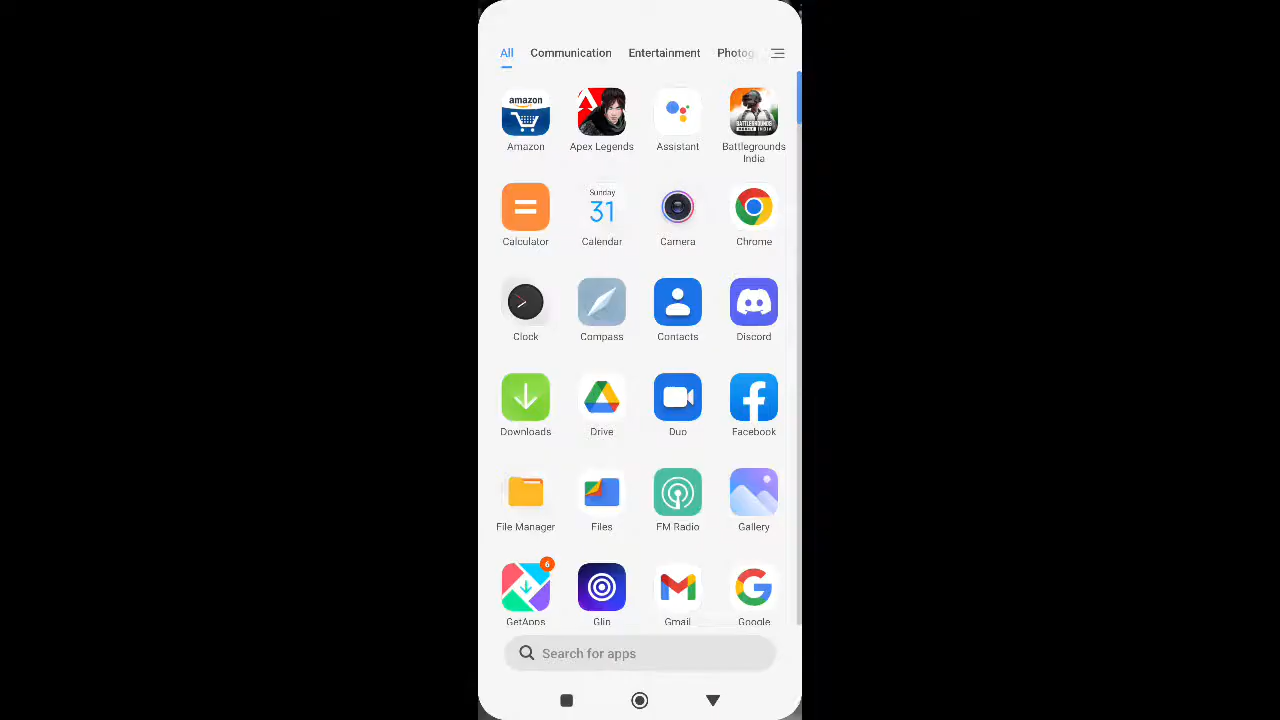 All Communication Entertainment Photog
amazon
Amazon Apex Legends Assistant Battlegrounds
India
Sunday
31
Calculator Calendar Camera Chrome
Clock Compass Contacts Discord
Downloads Drive Duo Facebook
File Manager Files FM Radio Gallery
6
GetApps Glin Gmail Google
Search for apps